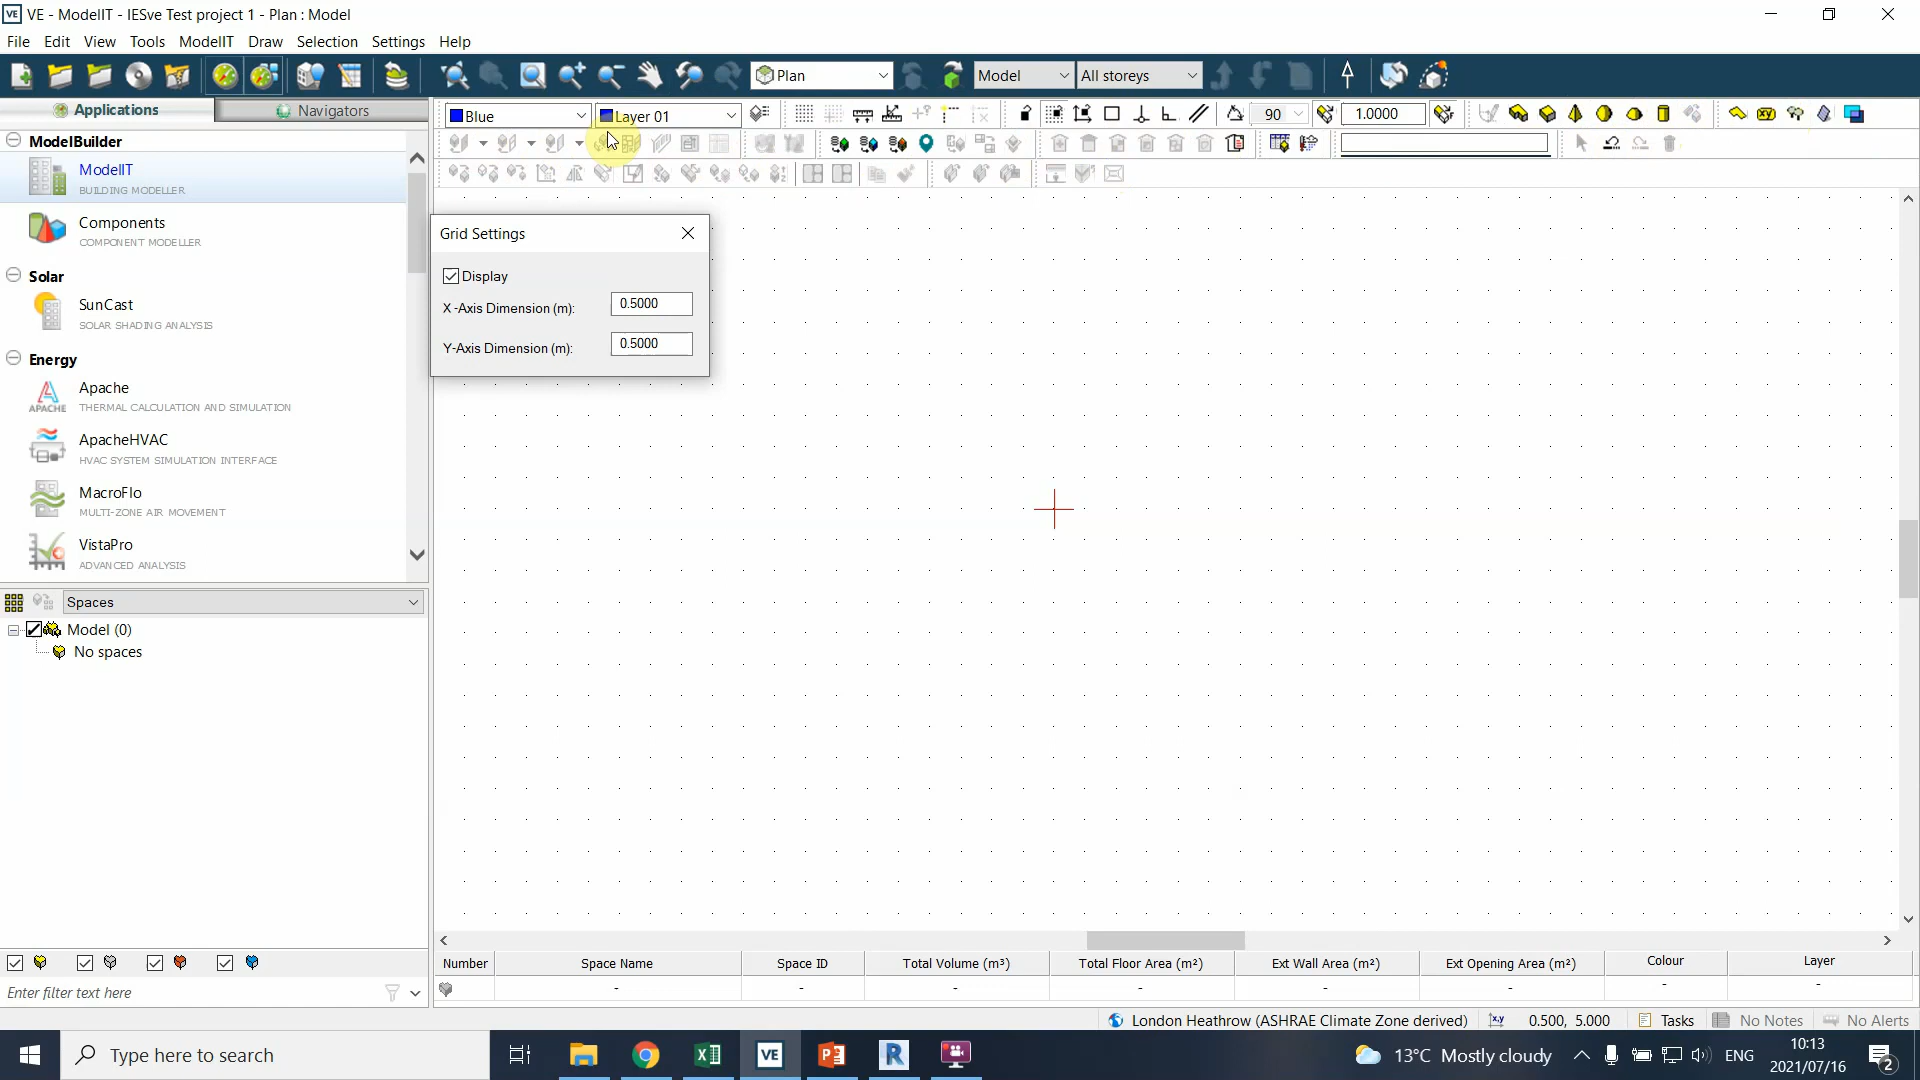 VE VE - ModelIT - IESve Test project 1 - Plan : Model
File Edit View Tools ModelIT Draw Selection Settings Help
Plan Model All storeys
Applications Navigators
Blue Layer 01 90 1.0000
ModelBuilder
ModelIT
BUILDING MODELLER
Components
COMPONENT MODELLER
Solar
SunCast
SOLAR SHADING ANALYSIS
Energy
Apache
APACHE THERMAL CALCULATION AND SIMULATION
ApacheHVAC
HVAC SYSTEM SIMULATION INTERFACE
MacroFlo
MULTI-ZONE AIR MOVEMENT
VistaPro
ADVANCED ANALYSIS
Grid Settings
Display
X -Axis Dimension (m): 0.5000
Y-Axis Dimension (m): 0.5000
Spaces
Model (0)
No spaces
Enter filter text here
Number Space Name Space ID Total Volume (m³) Total Floor Area (m²) Ext Wall Area (m²) Ext Opening Area (m²) Colour Layer
- - - - - - - -
London Heathrow (ASHRAE Climate Zone derived) x,y 0.500, 5.000 Tasks No Notes No Alerts
Type here to search VE 13°C Mostly cloudy ENG 10:13
2021/07/16 2